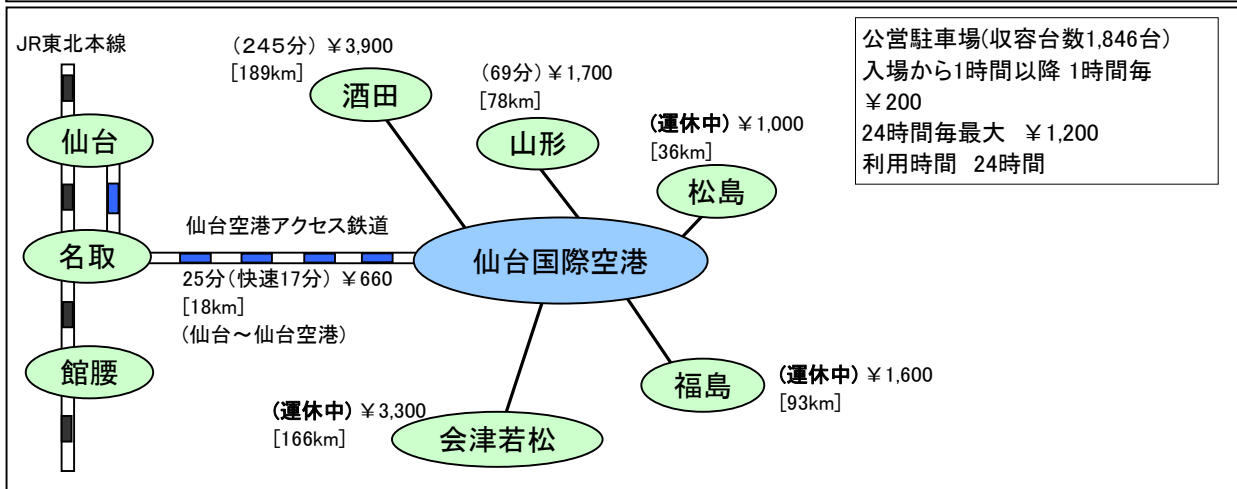 JR東北本線
(245分) ¥3,900
[189km]
酒田
(69分) ¥1,700
[78km]
山形
(運休中) ¥1,000
[36km]
松島
公営駐車場(収容台数1,846台)
入場から1時間以降 1時間毎
¥200
24時間毎最大 ¥1,200
利用時間 24時間
仙台
仙台空港アクセス鉄道
名取
仙台国際空港
25分(快速17分) ¥660
[18km]
(仙台～仙台空港)
館腰
福島
(運休中) ¥1,600
[93km]
(運休中) ¥3,300
[166km]
会津若松